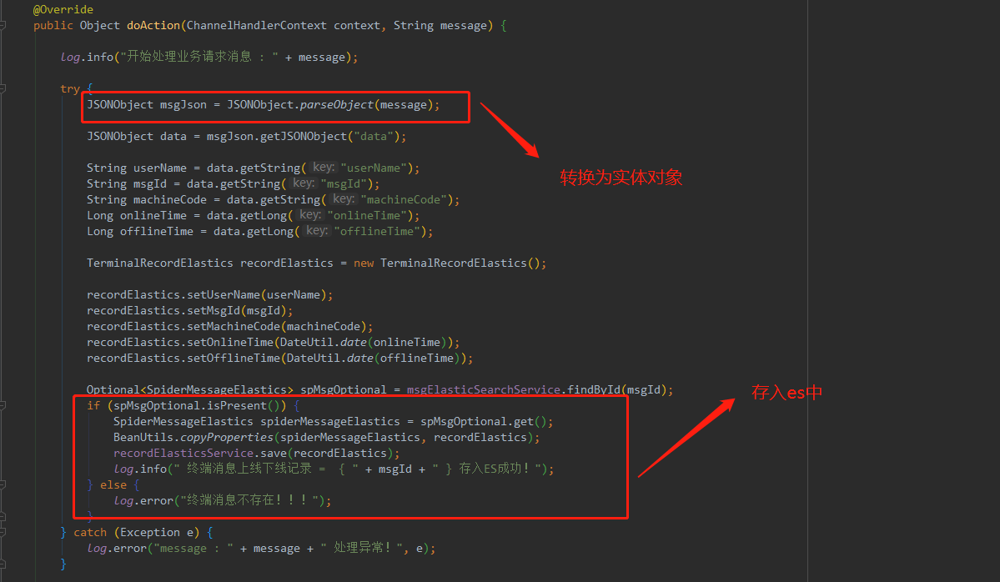 @Override
public Object doAction(ChannelHandlerContext context, String message) {
log.info("开始处理业务请求消息 : " + message);
try {
JSONObject msgJson = JSONObject.parseObject(message);
JSONObject data = msgJson.getJSONObject("data");
转换为实体对象
String userName = data.getString( key: "userName");
String msgId = data.getString( key: "msgId");
String machineCode = data.getString( key: "machineCode");
Long onlineTime = data.getLong( key: "onlineTime");
Long offlineTime = data.getLong( key: "offlineTime");
TerminalRecordElastics recordElastics = new TerminalRecordElastics();
recordElastics.setUserName(userName);
recordElastics.setMsgId(msgId);
recordElastics.setMachineCode(machineCode);
recordElastics.setOnlineTime(DateUtil.date(onlineTime));
recordElastics.setOfflineTime(DateUtil.date(offlineTime));
Optional<SpiderMessageElastics> spMsgOptional = msgElasticSearchService.findById(msgId);
存入es中
if (spMsgOptional.isPresent()) {
SpiderMessageElastics spiderMessageElastics = spMsgOptional.get();
BeanUtils.copyProperties(spiderMessageElastics, recordElastics);
recordElasticsService.save(recordElastics);
log.info(" 终端消息上线下线记录 = { " + msgId + " } 存入ES成功! ");
} else {
log.error("终端消息不存在! ! ! ");
}
} catch (Exception e) {
log.error("message : " + message + " 处理异常! ", e);
}